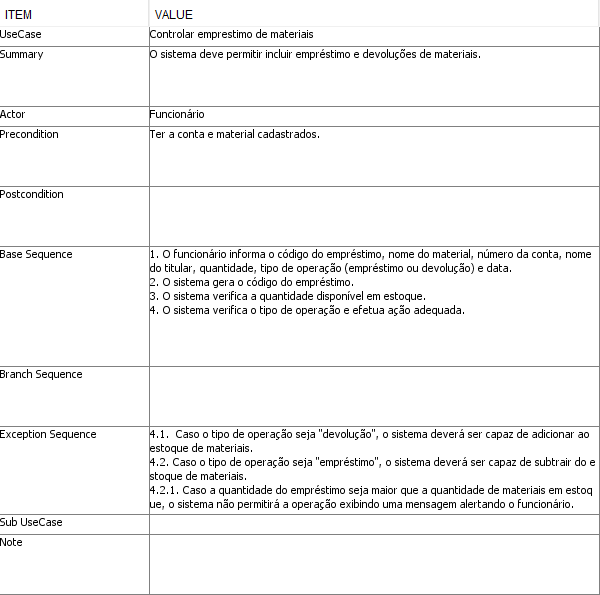 ITEM VALUE
UseCase Controlar emprestimo de materiais
Summary O sistema deve permitir incluir empréstimo e devoluções de materiais.
Actor Funcionário
Precondition Ter a conta e material cadastrados.
Postcondition
Base Sequence 1. O funcionário informa o código do empréstimo, nome do material, número da conta, nome
do titular, quantidade, tipo de operação (empréstimo ou devolução) e data.
2. O sistema gera o código do empréstimo.
3. O sistema verifica a quantidade disponível em estoque.
4. O sistema verifica o tipo de operação e efetua ação adequada.
Branch Sequence
Exception Sequence 4.1. Caso o tipo de operação seja "devolução", o sistema deverá ser capaz de adicionar ao
estoque de materiais.
4.2. Caso o tipo de operação seja "empréstimo", o sistema deverá ser capaz de subtrair do e
stoque de materiais.
4.2.1. Caso a quantidade do empréstimo seja maior que a quantidade de materiais em estoq
ue, o sistema não permitirá a operação exibindo uma mensagem alertando o funcionário.
Sub UseCase
Note